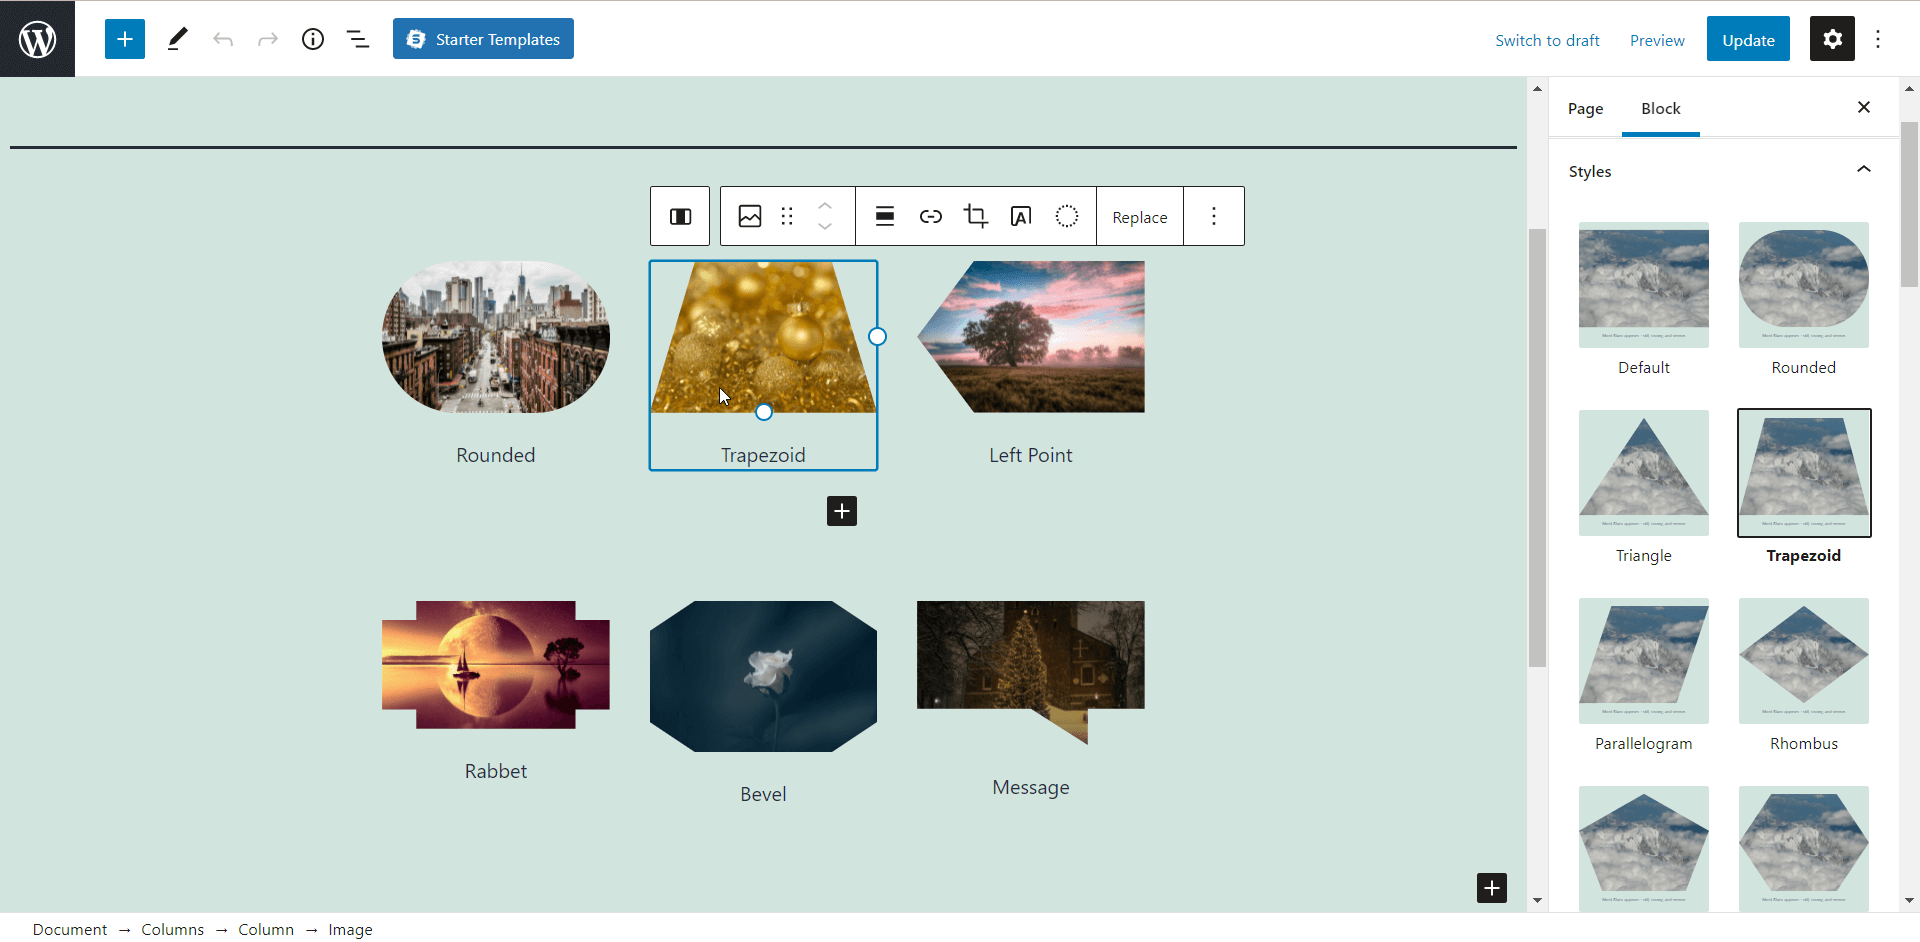 Starter Templates
Switch to draft
Preview
Update
Page
Block
Styles
Replace
Default
Rounded
Rounded
Trapezoid
Left Point
Triangle
Trapezoid
Parallelogram
Rhombus
Rabbet
Bevel
Message
Document → Columns → Column → Image